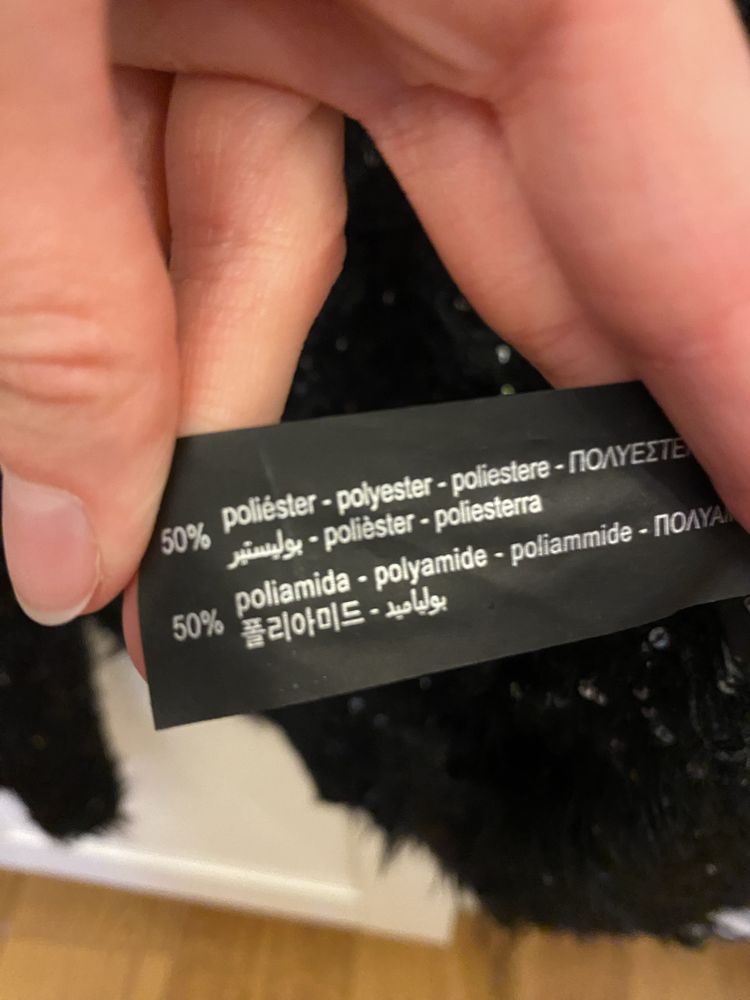 50% poliéster - polyester - poliestere - ΠΟΛΥΕΣΤΕ
بوليستير - polièster - poliesterra
50% poliamida - polyamide - poliammide - ΠΟΛΥΑ
폴리아미드 - بولياميد